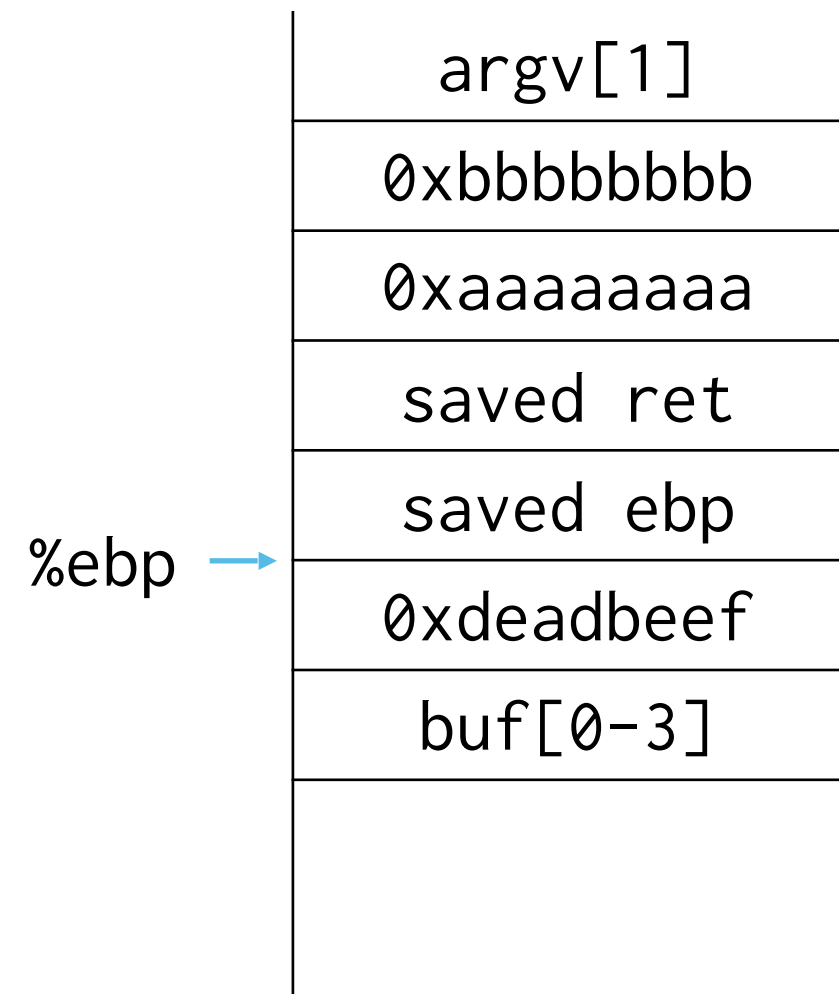 argv[1]
0xbbbbbbbb
0xaaaaaaaa
saved ret
saved ebp
%ebp
0xdeadbeef
buf[0-3]